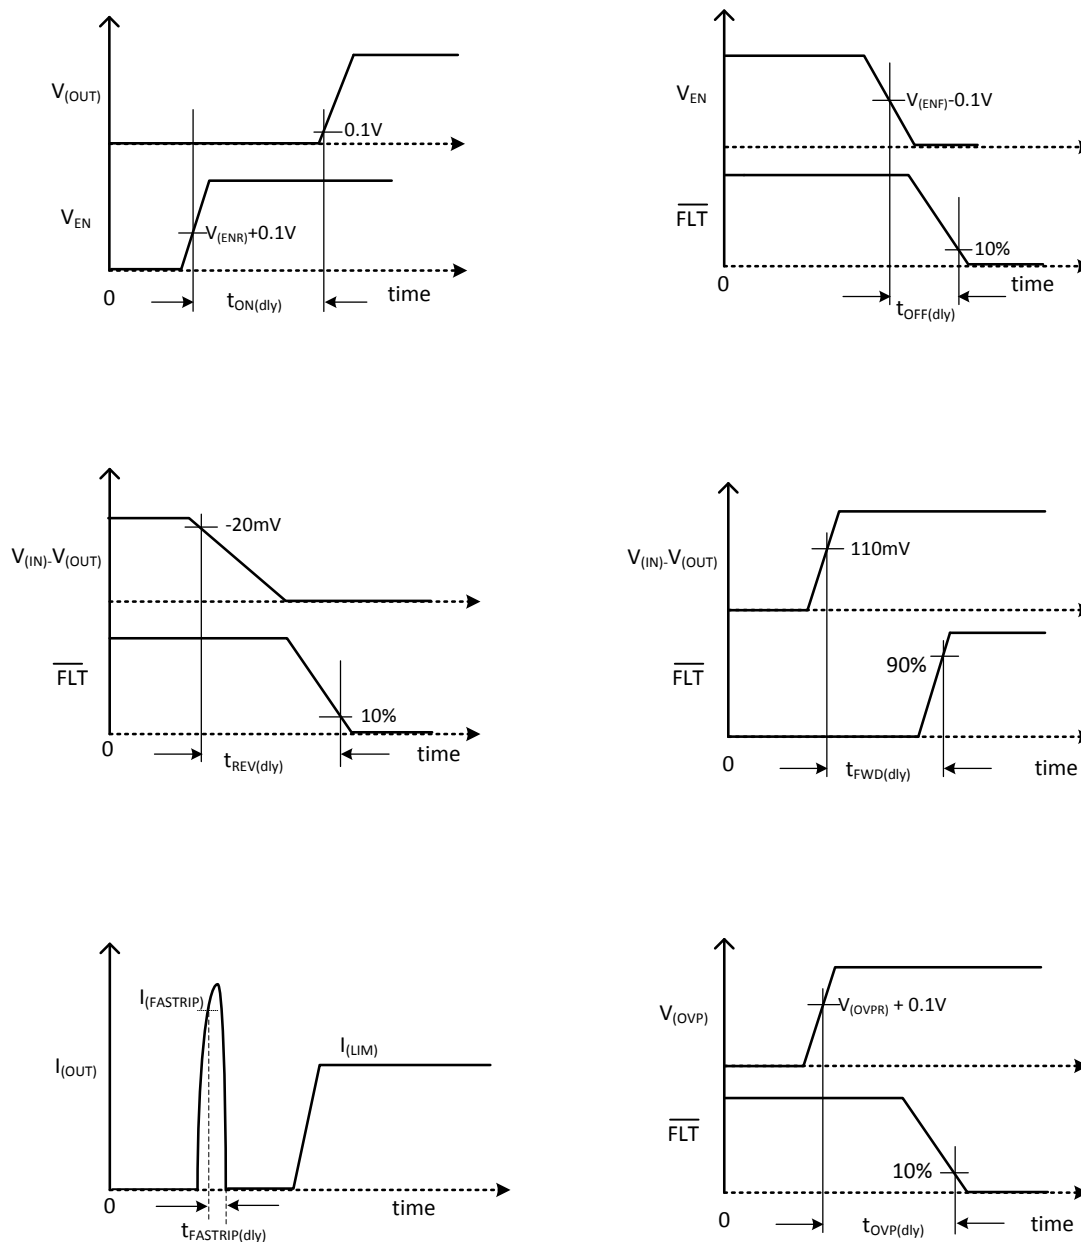 V(OUT)
0.1V
VEN
V(ENR)+0.1V
0
tON(dly)
time
VEN
V(ENF)-0.1V
FLT
10%
tOFF(dly)
-20mV
V(IN)-V(OUT)
FLT
10%
0
tREV(dly)
time
V(IN)-V(OUT)
110mV
FLT
90%
0
tFWD(dly)
time
I(FASTRIP)
I(LIM)
I(OUT)
0
tFASTRIP(dly)
time
V(OVP)
V(OVPR) + 0.1V
FLT
10%
0
tOVP(dly)
time